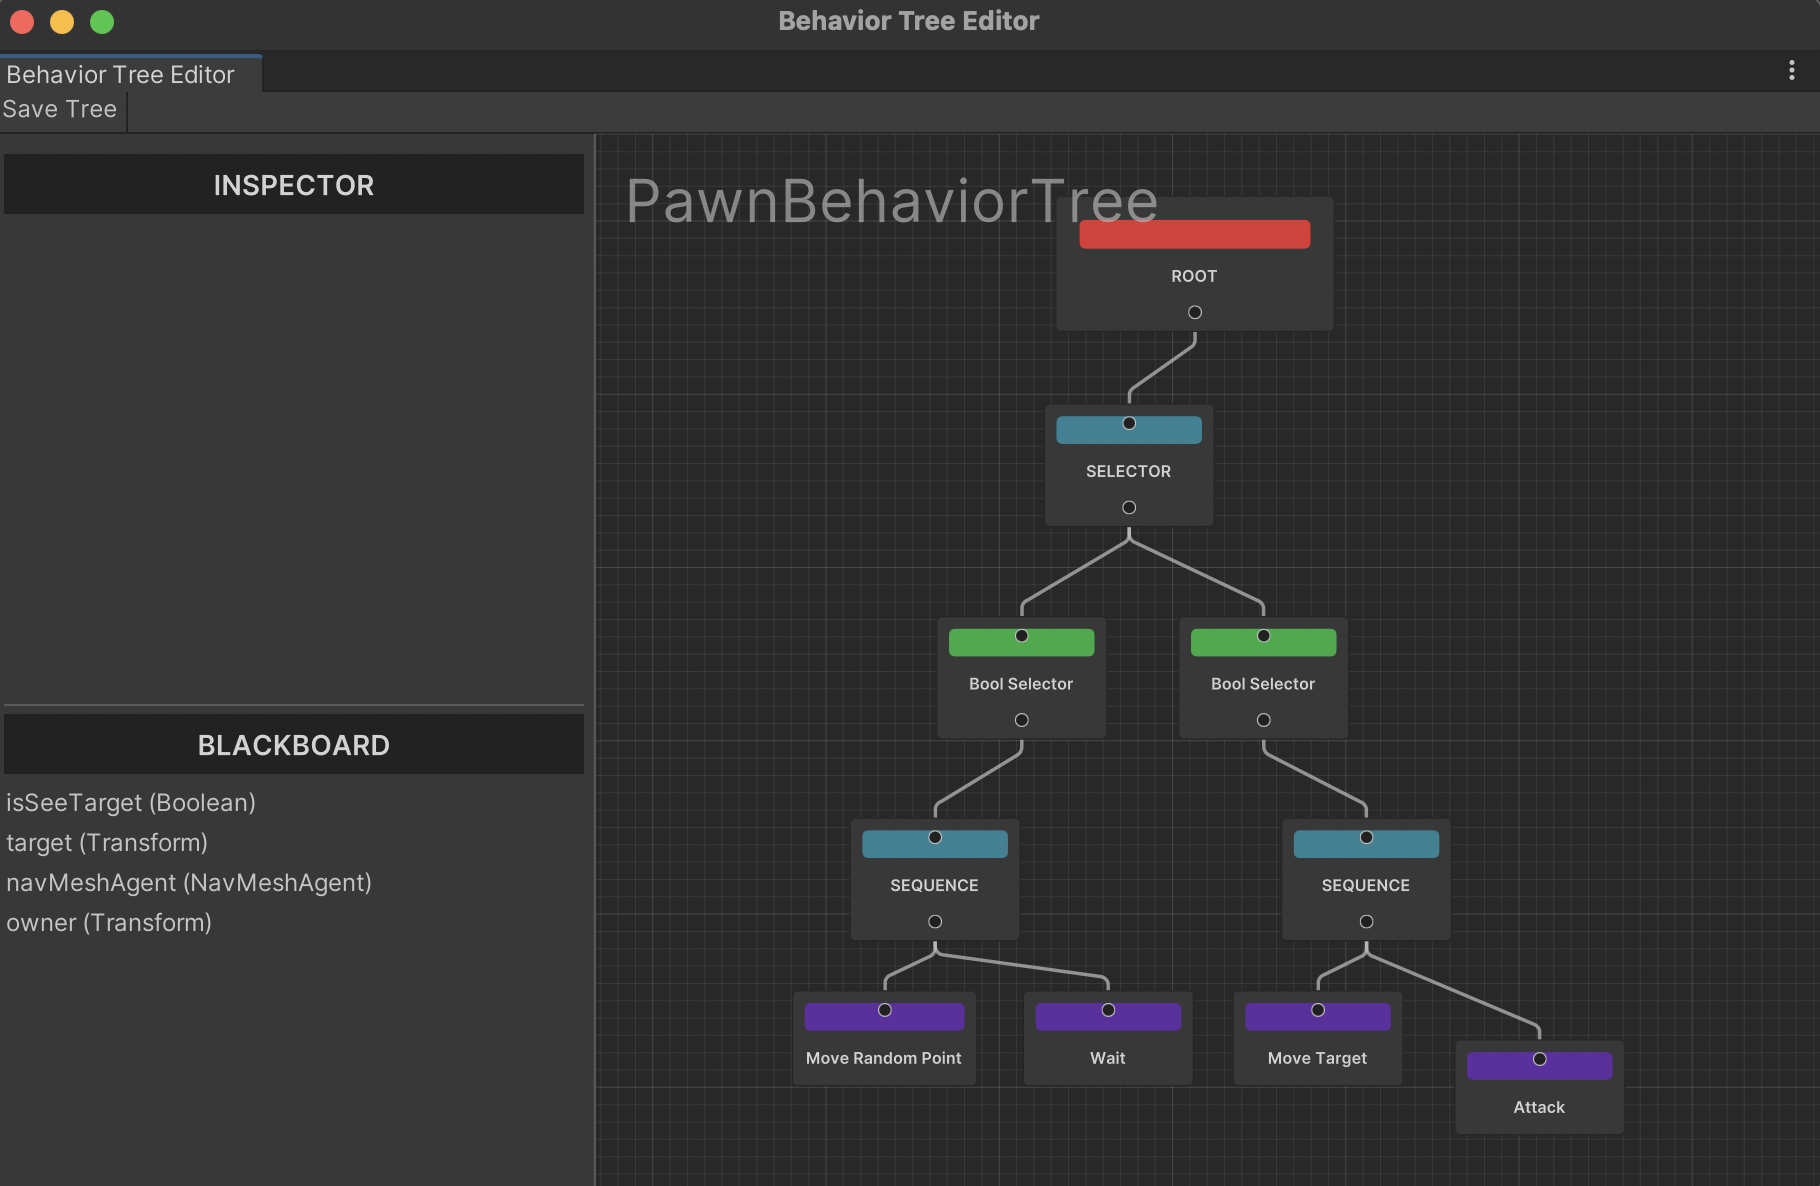 Behavior Tree Editor
Behavior Tree Editor
Save Tree
INSPECTOR
BLACKBOARD
isSeeTarget (Boolean)
target (Transform)
navMeshAgent (NavMeshAgent)
owner (Transform)
PawnBehaviorTree
ROOT
SELECTOR
Bool Selector
Bool Selector
SEQUENCE
SEQUENCE
Move Random Point
Wait
Move Target
Attack